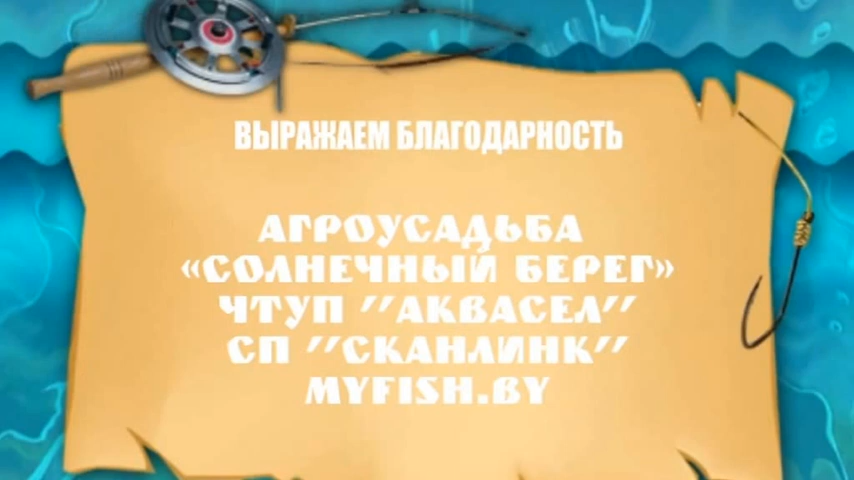 ВЫРАЖАЕМ БЛАГОДАРНОСТЬ
АГРОУСАДЬБА
«СОЛНЕЧНЫЙ БЕРЕГ»
ЧТУП "АКВАСЕЛ"
СП "СКАНЛИНК"
MYFISH.BY